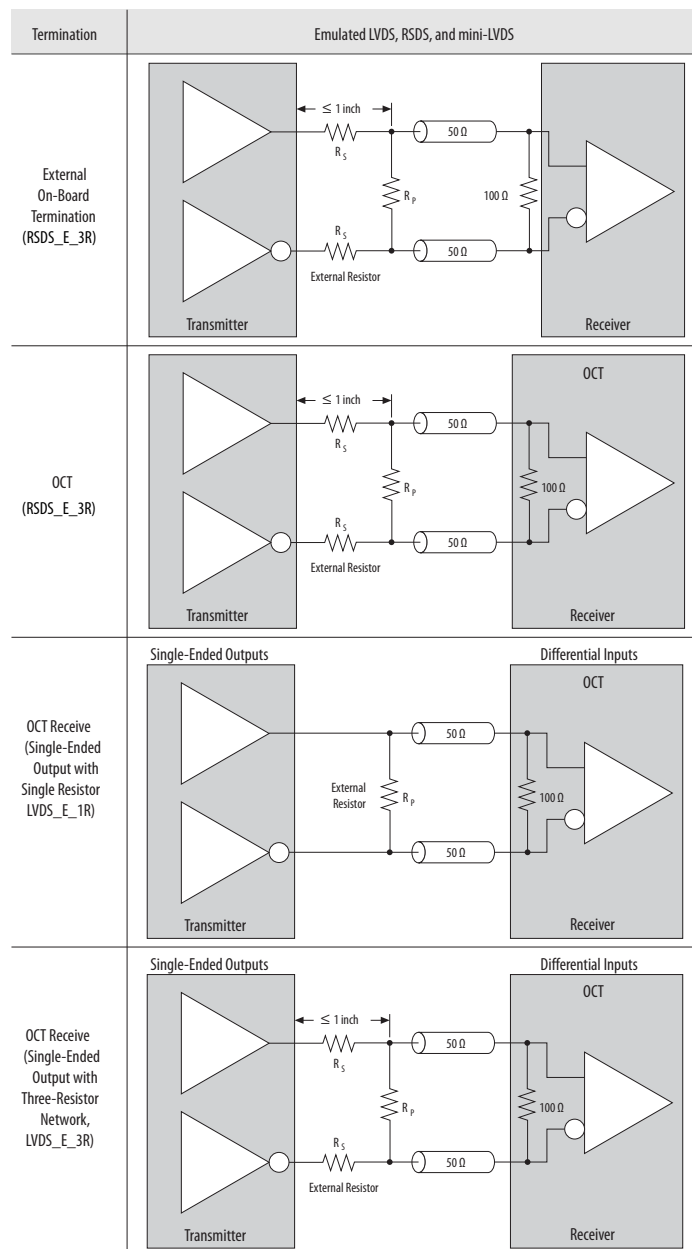 Termination
Emulated LVDS, RSDS, and mini-LVDS
External
On-Board
Termination
(RSDS_E_3R)
≤ 1 inch
R S
50 Ω
R P
100 Ω
R S
50 Ω
External Resistor
Transmitter
Receiver
OCT
(RSDS_E_3R)
OCT
≤ 1 inch
R S
50 Ω
R P
100 Ω
R S
50 Ω
External Resistor
Transmitter
Receiver
OCT Receive
(Single-Ended
Output with
Single Resistor
LVDS_E_1R)
Single-Ended Outputs
Differential Inputs
OCT
50 Ω
External
Resistor
R P
100 Ω
50 Ω
Transmitter
Receiver
OCT Receive
(Single-Ended
Output with
Three-Resistor
Network,
LVDS_E_3R)
Single-Ended Outputs
Differential Inputs
OCT
≤ 1 inch
R S
50 Ω
R P
100 Ω
R S
50 Ω
External Resistor
Transmitter
Receiver